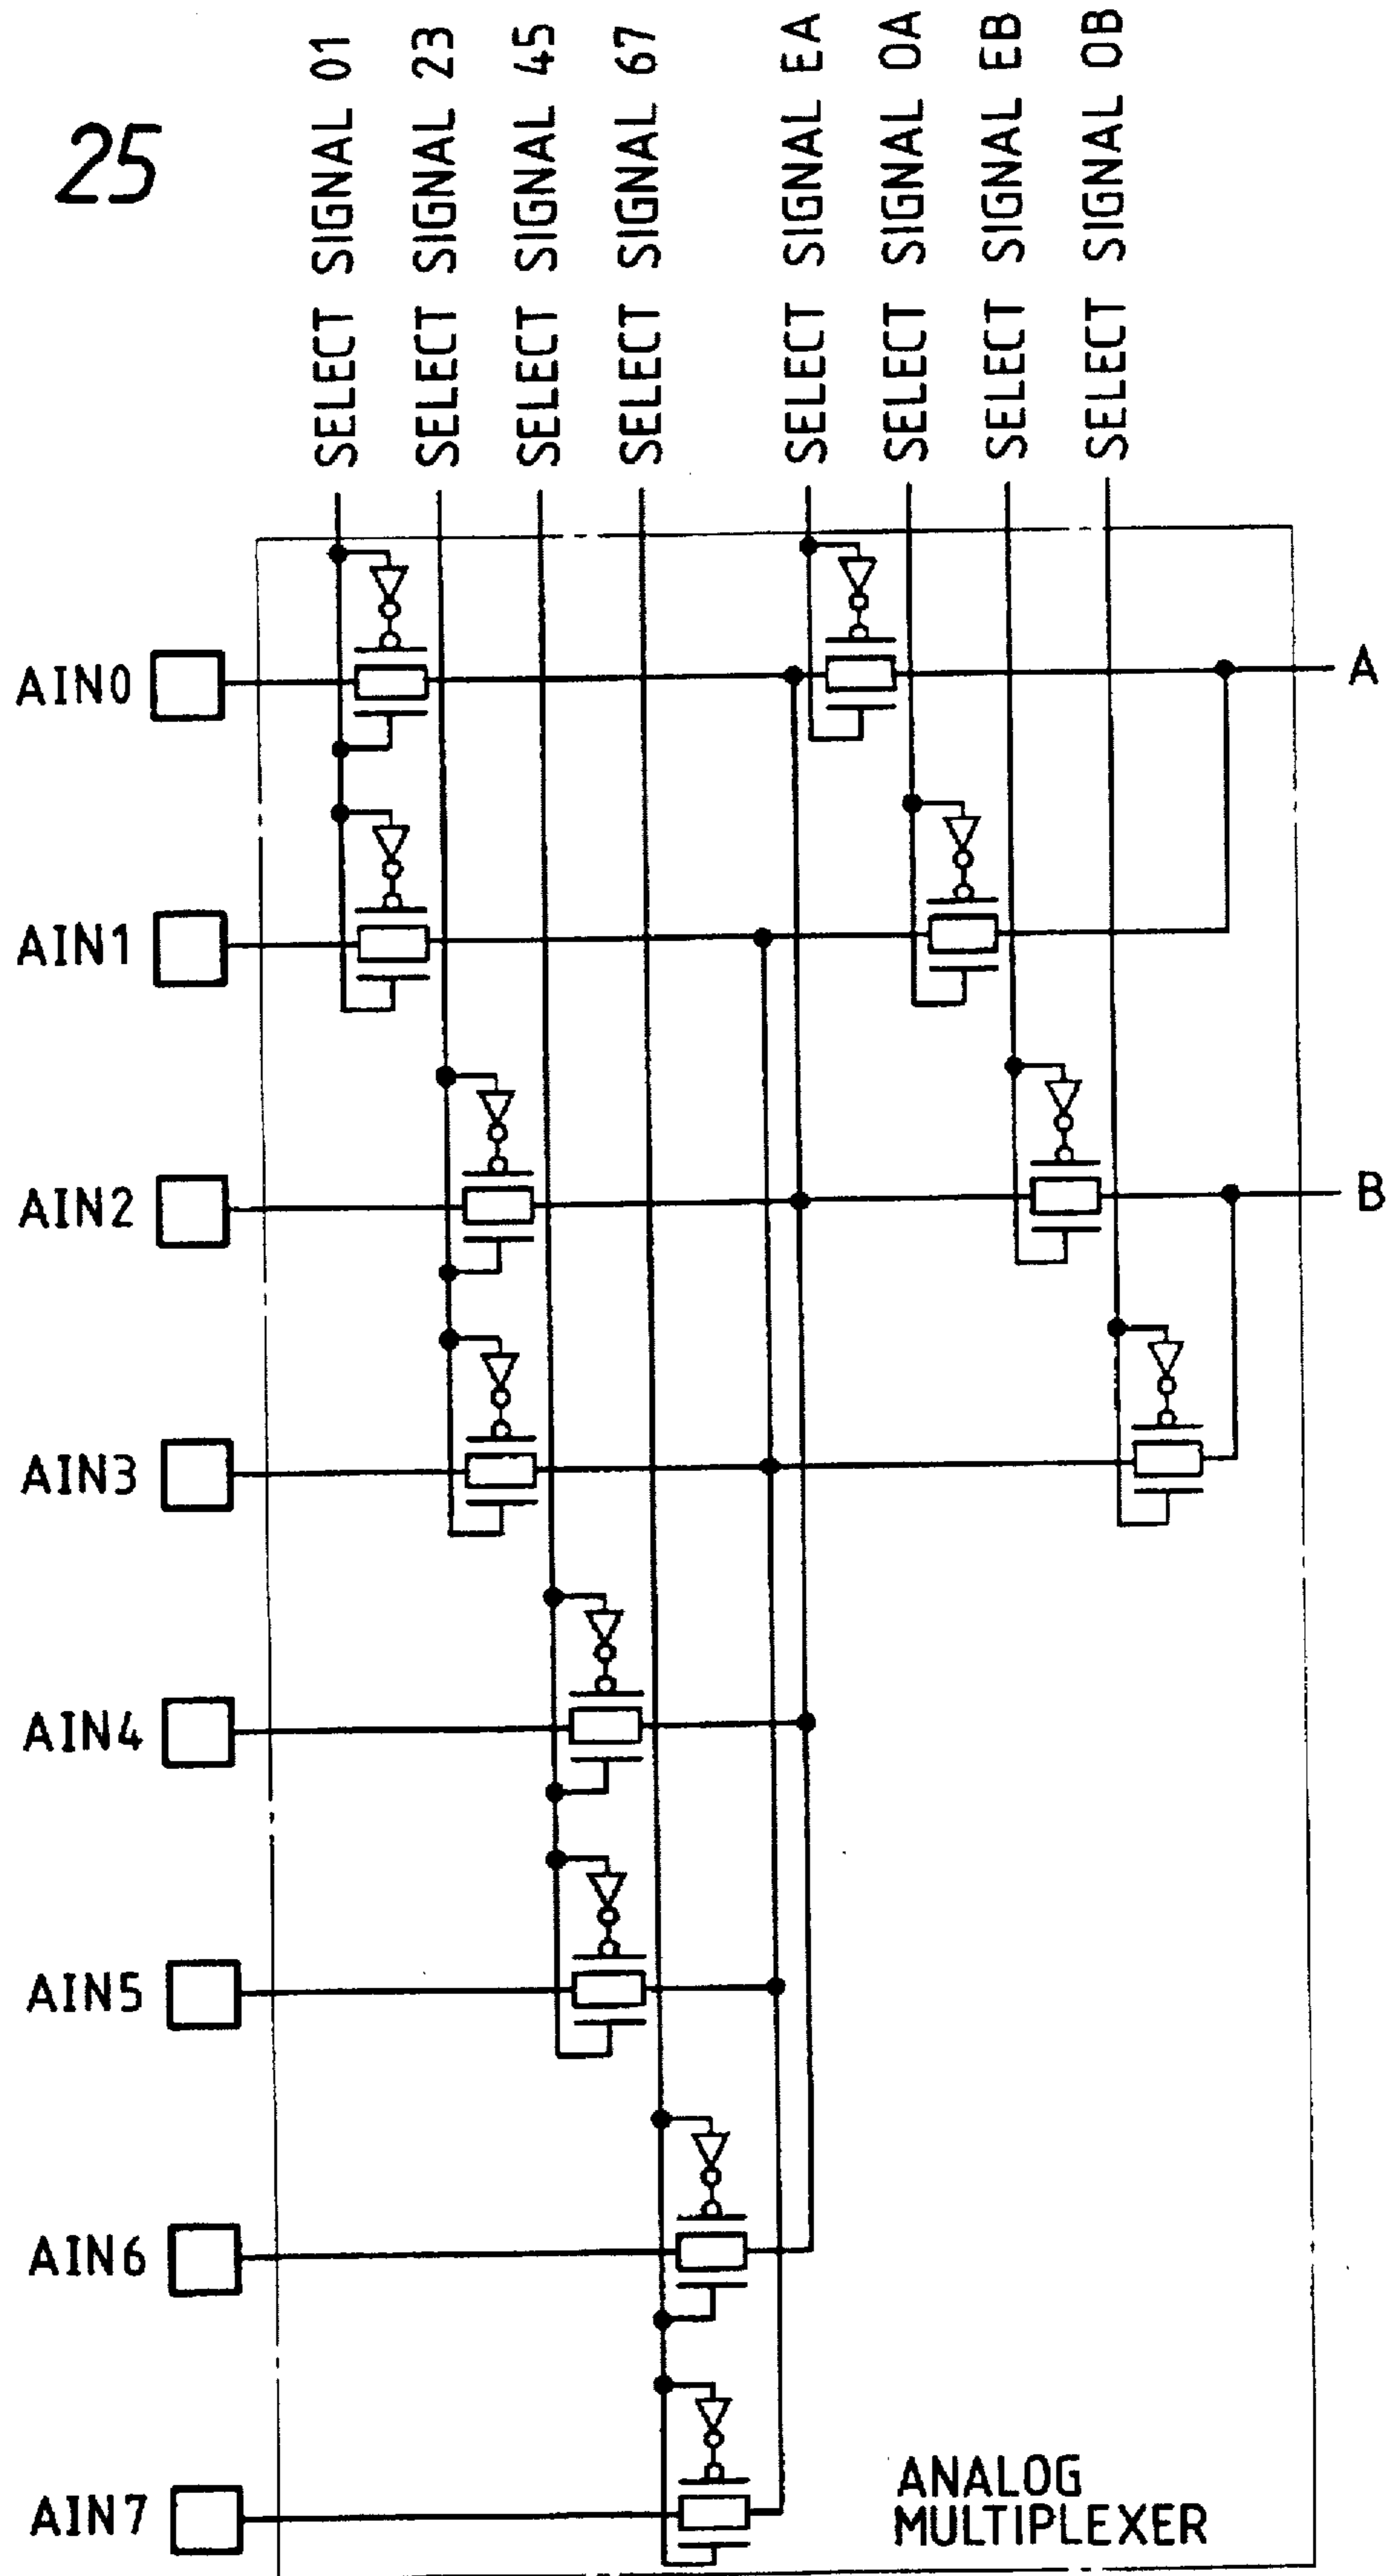 25
SELECT SIGNAL 01
SELECT SIGNAL 23
SELECT SIGNAL 45
SELECT SIGNAL 67
SELECT SIGNAL EA
SELECT SIGNAL OA
SELECT SIGNAL EB
SELECT SIGNAL OB
AIN0
A
AIN1
AIN2
B
AIN3
AIN4
AIN5
AIN6
AIN7
ANALOG
MULTIPLEXER